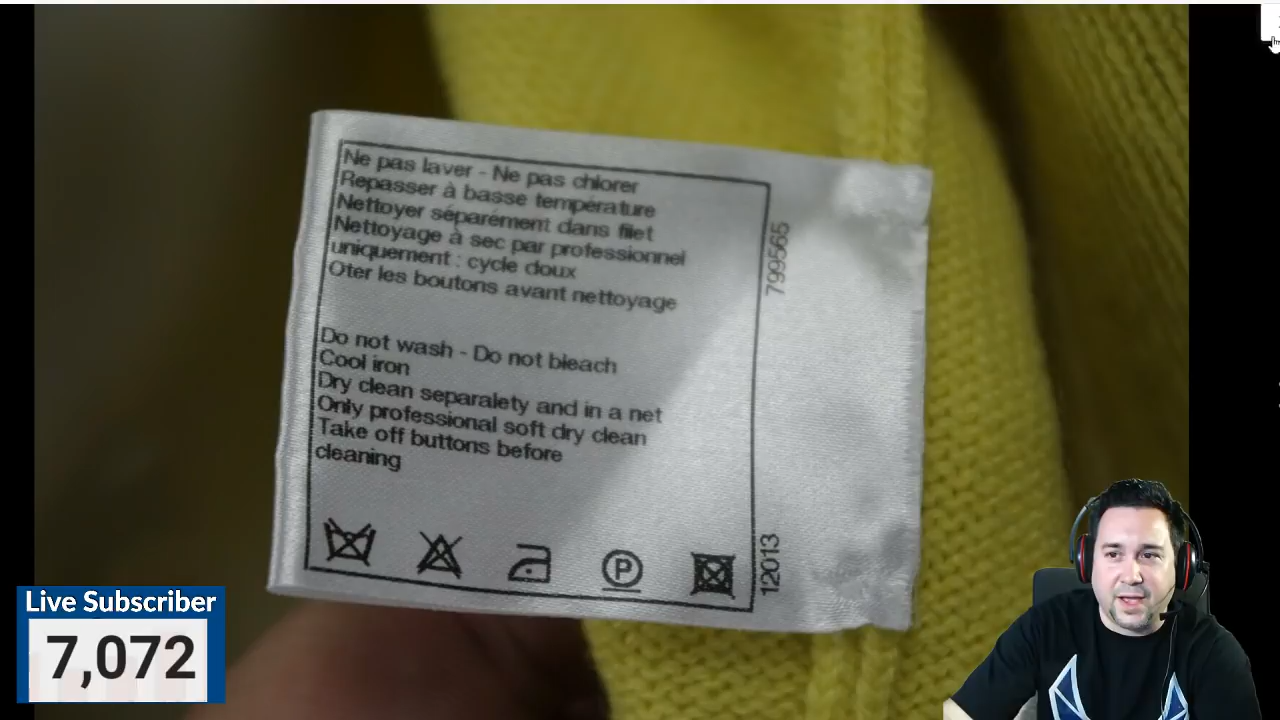 Ne pas laver - Ne pas chlorer
Repasser à basse température
Nettoyer séparément dans filet
Nettoyage à sec par professionnel
uniquement : cycle doux
Oter les boutons avant nettoyage
Do not wash - Do not bleach
Cool iron
Dry clean separalety and in a net
Only professional soft dry clean
Take off buttons before
cleaning
P
799565
12013
Live Subscriber
7,072